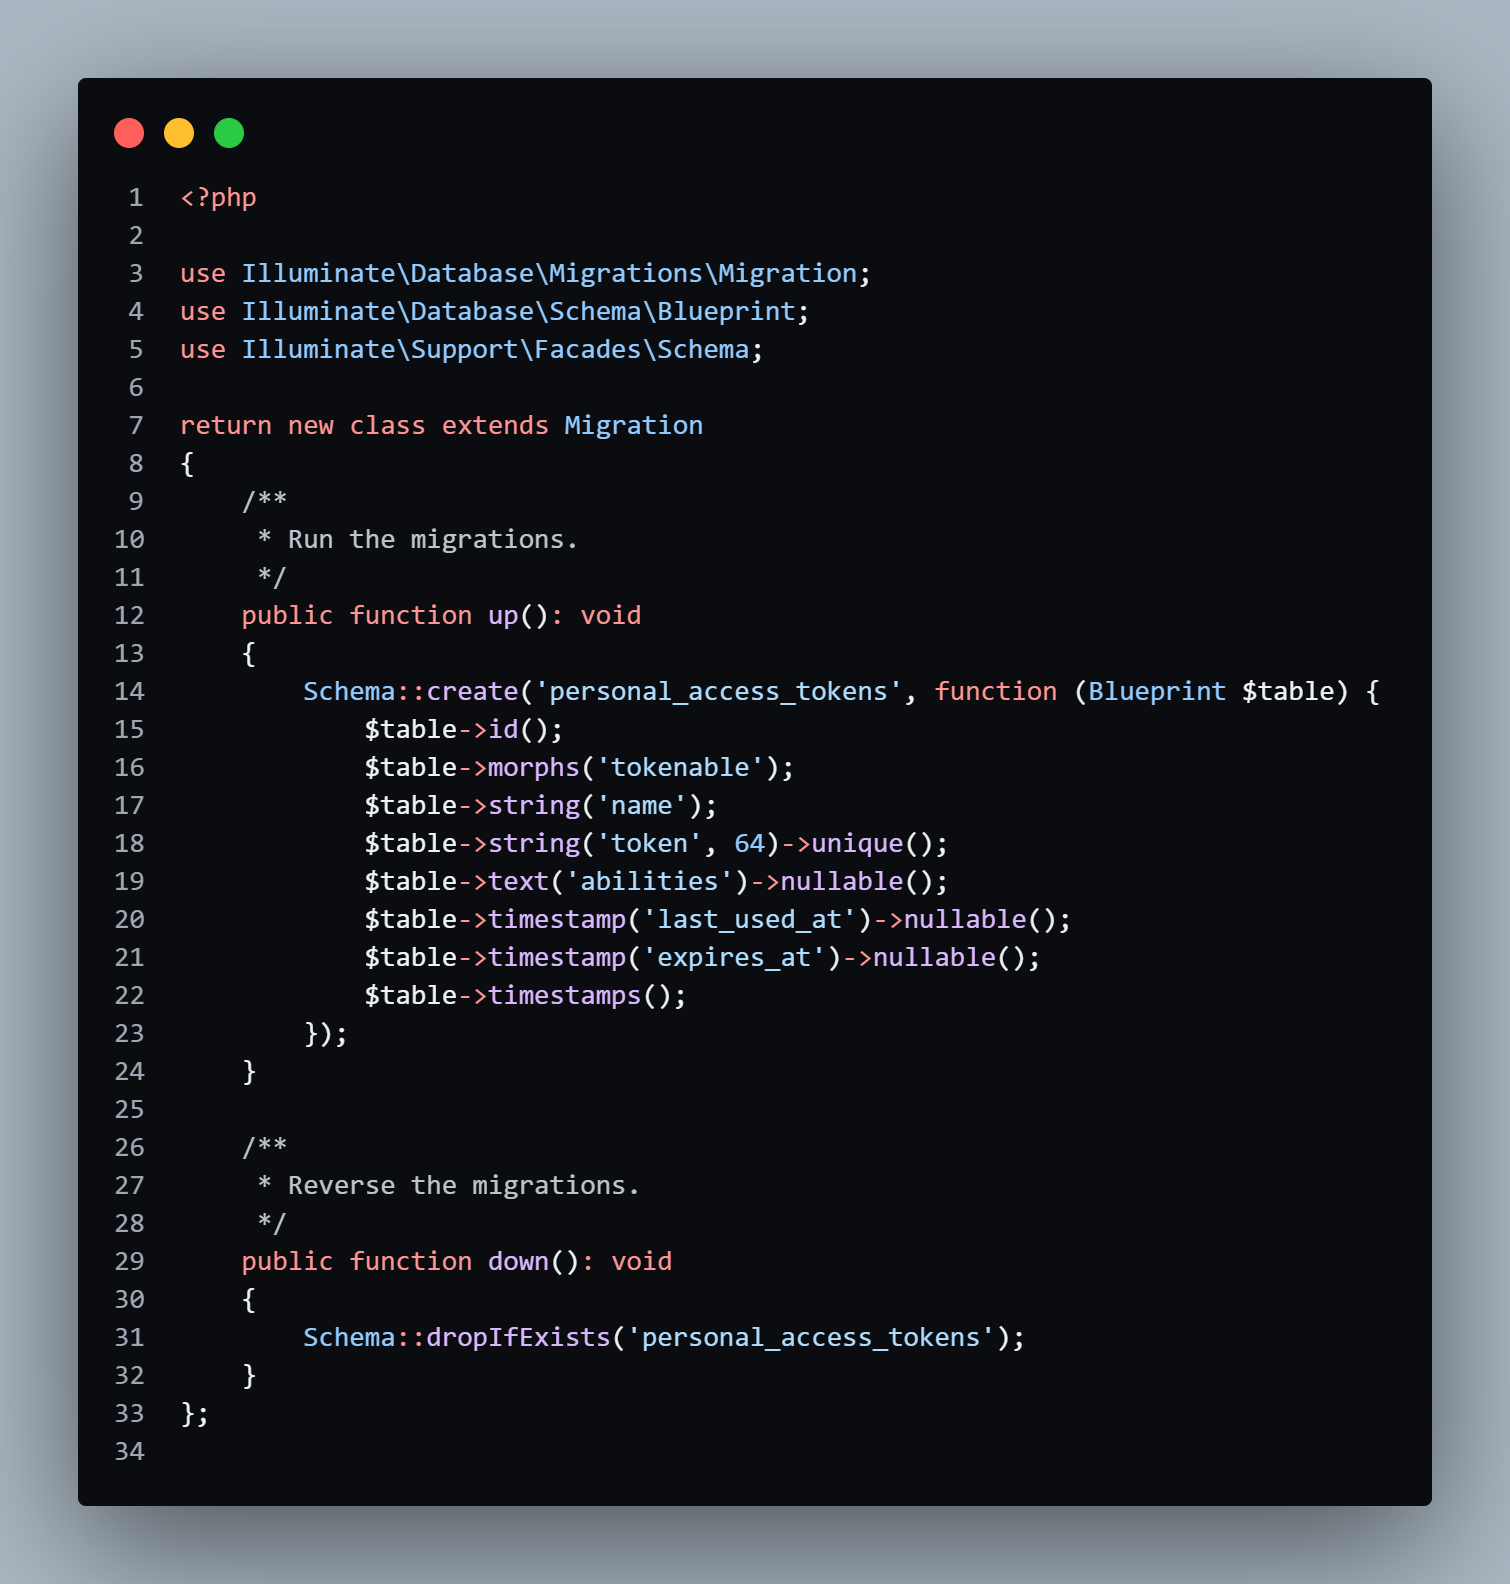 1 <?php
2
3 use Illuminate\Database\Migrations\Migration;
4 use Illuminate\Database\Schema\Blueprint;
5 use Illuminate\Support\Facades\Schema;
6
7 return new class extends Migration
8 {
9     /**
10      * Run the migrations.
11      */
12     public function up(): void
13     {
14         Schema::create('personal_access_tokens', function (Blueprint $table) {
15             $table->id();
16             $table->morphs('tokenable');
17             $table->string('name');
18             $table->string('token', 64)->unique();
19             $table->text('abilities')->nullable();
20             $table->timestamp('last_used_at')->nullable();
21             $table->timestamp('expires_at')->nullable();
22             $table->timestamps();
23         });
24     }
25
26     /**
27      * Reverse the migrations.
28      */
29     public function down(): void
30     {
31         Schema::dropIfExists('personal_access_tokens');
32     }
33 };
34